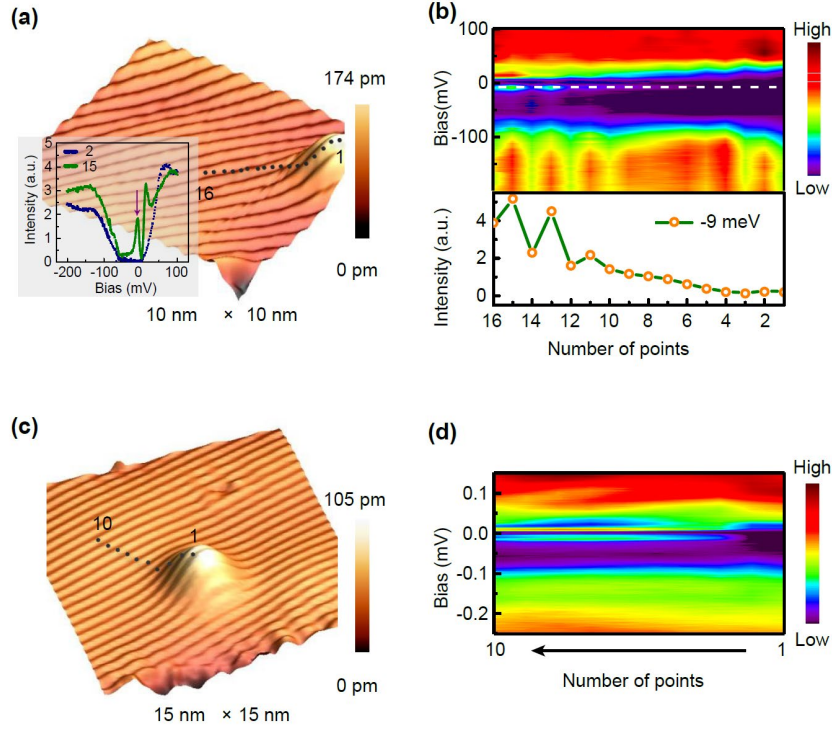 (a)
174 pm
0 pm
1
16
5
4
3
2
1
0
2
15
Intensity (a.u.)
-200 -100 0 100
Bias (mV)
10 nm × 10 nm
(b)
100
0
-100
Bias(mV)
High
Low
4
2
0
Intensity (a.u.)
-9 meV
16 14 12 10 8 6 4 2
Number of points
(c)
105 pm
0 pm
10
1
15 nm × 15 nm
(d)
0.1
0.0
-0.1
-0.2
Bias (mV)
High
Low
10 1
Number of points